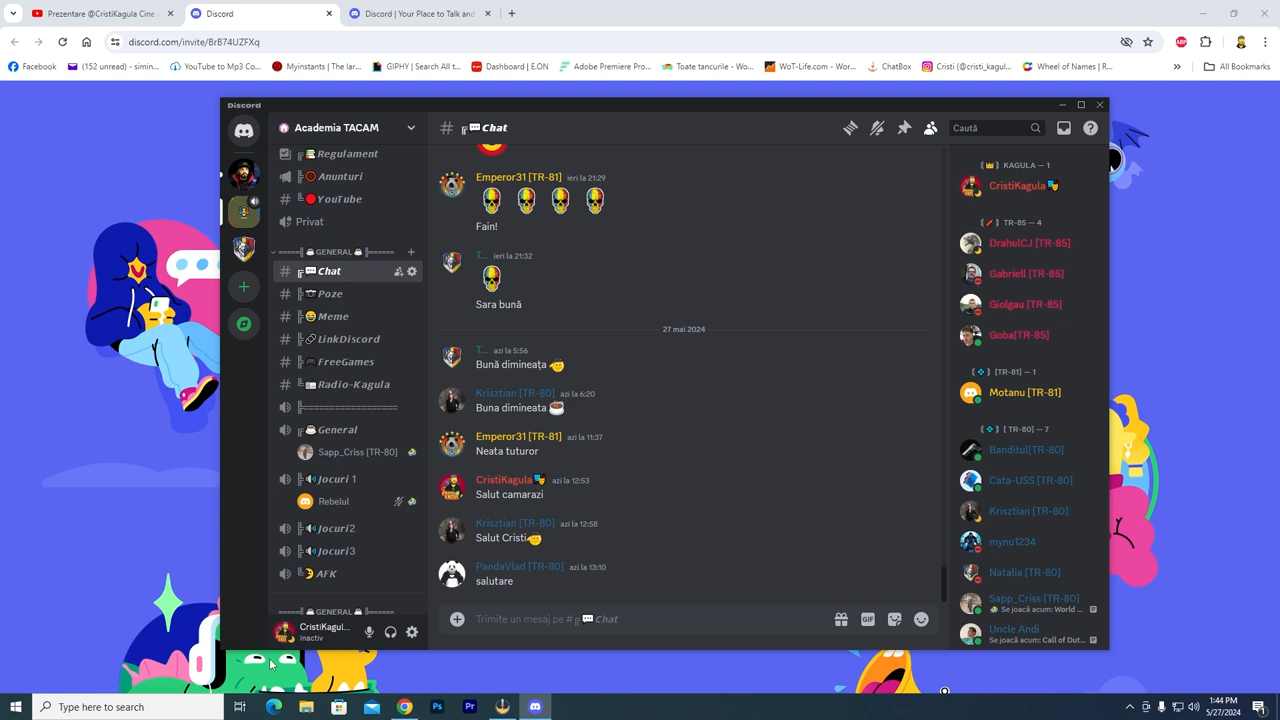 Prezentare @CristiKagula Cine
Discord
Discord | Your Place to Talk and
discord.com/invite/BrB74UZFXq
ABP
Facebook
(152 unread) - simin...
YouTube to Mp3 Co...
Myinstants | The lar...
GIPHY | Search All t...
Dashboard | E.ON
Adobe Premiere Pro...
Toate tancurile - Wo...
WoT-Life.com - Wor...
ChatBox
Cristi (@cristi_kagul...
Wheel of Names | R...
All Bookmarks
Discord
Academia TACAM
Regulament
Anunturi
YouTube
Privat
=====[ GENERAL ]======
Chat
Poze
Meme
LinkDiscord
FreeGames
Radio-Kagula
╠=================
General
Sapp_Criss [TR-80]
Jocuri 1
Rebelul
Jocuri2
Jocuri3
AFK
=====[ GENERAL ]======
CristiKagul...
Inactiv
# Chat
Caută
Emperor31 [TR-81] ieri la 21:29
Fain!
T... ieri la 21:32
Sara bună
27 mai 2024
T... azi la 5:56
Bună dimineața
Krisztian [TR-80] azi la 6:20
Buna dimineata
Emperor31 [TR-81] azi la 11:37
Neata tuturor
CristiKagula azi la 12:53
Salut camarazi
Krisztian [TR-80] azi la 12:58
Salut Cristi
PandaVlad [TR-80] azi la 13:10
salutare
Trimite un mesaj pe # Chat
GIF
KAGULA — 1
CristiKagula
TR-85 — 4
DrahulCJ [TR-85]
Gabriell [TR-85]
Giolgau [TR-85]
Goba[TR-85]
[TR-81] — 1
Motanu [TR-81]
[ TR-80] — 7
Banditul[TR-80]
Cata-USS [TR-80]
Krisztian [TR-80]
mynu1234
Natalia [TR-80]
Sapp_Criss [TR-80]
Se joacă acum: World ...
Uncle Andi
Se joacă acum: Call of Dut...
Type here to search
Ps
Pr
1:44 PM
5/27/2024
1